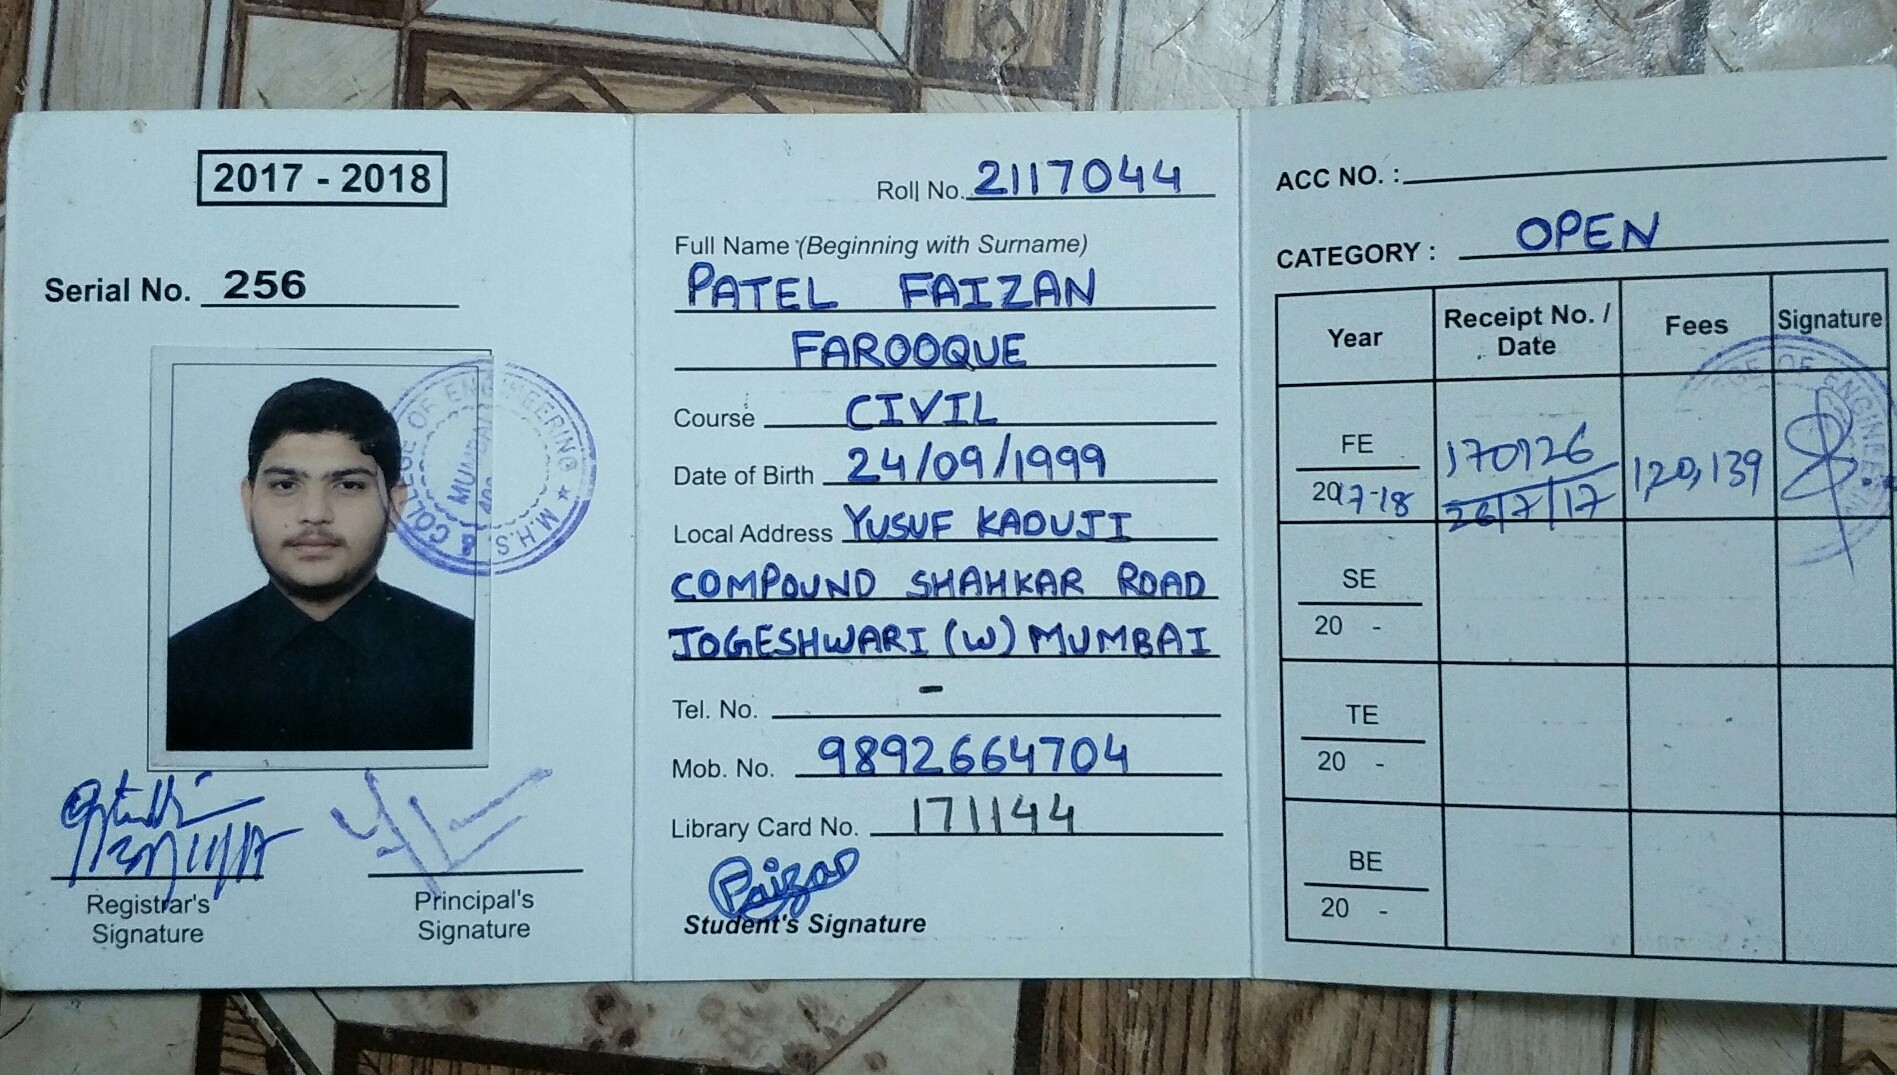 2017 - 2018
Serial No. 256
COLLEGE OF ENGINEERING
MUMBAI
M.H.S.S.
Registrar's
Signature
Principal's
Signature
Roll No. 2117044
Full Name (Beginning with Surname)
PATEL FAIZAN
FAROOQUE
Course CIVIL
Date of Birth 24/09/1999
Local Address YUSUF KADUJI
COMPOUND SHAHKAR ROAD
JOGESHWARI (W) MUMBAI
Tel. No. -
Mob. No. 9892664704
Library Card No. 171144
Faizan
Student's Signature
ACC NO. :
CATEGORY : OPEN
Year Receipt No. / Date Fees Signature
FE 2017-18 170126 26/7/17 120,139
SE
20 -
TE
20 -
BE
20 -